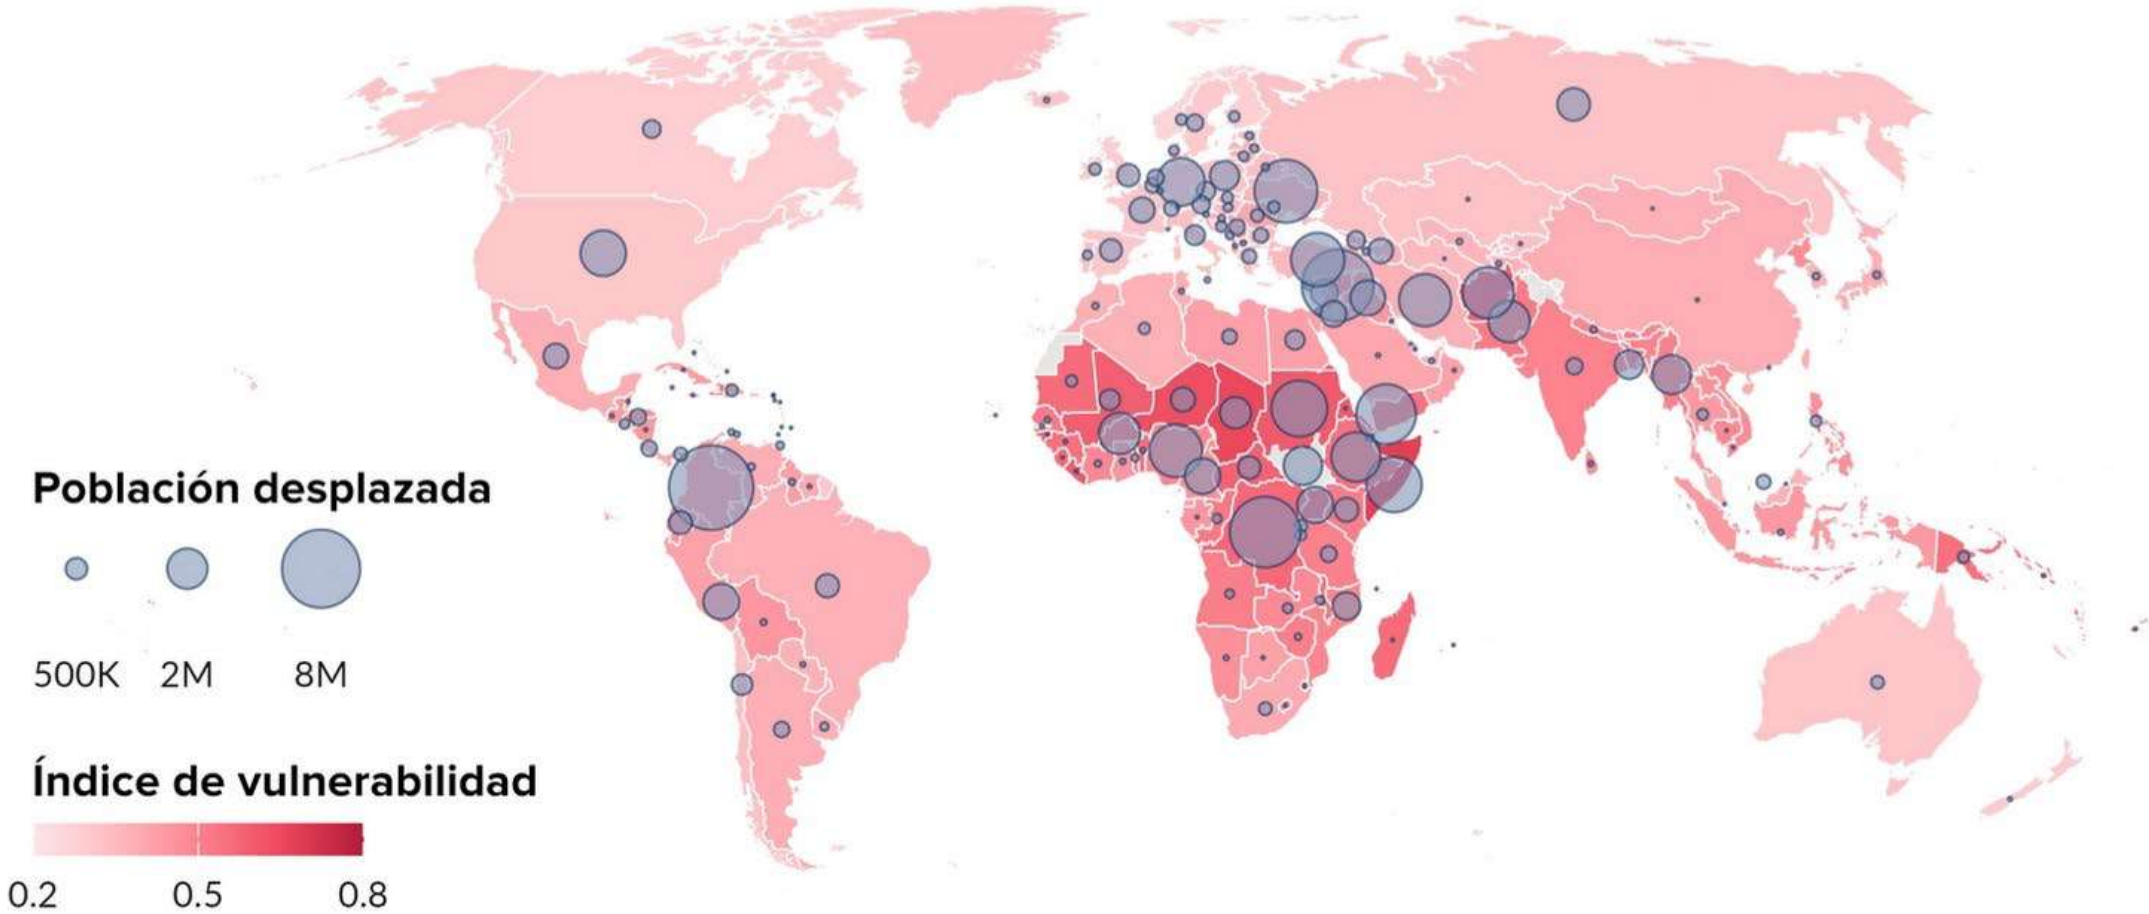 Población desplazada
500K 2M 8M
Índice de vulnerabilidad
0.2 0.5 0.8